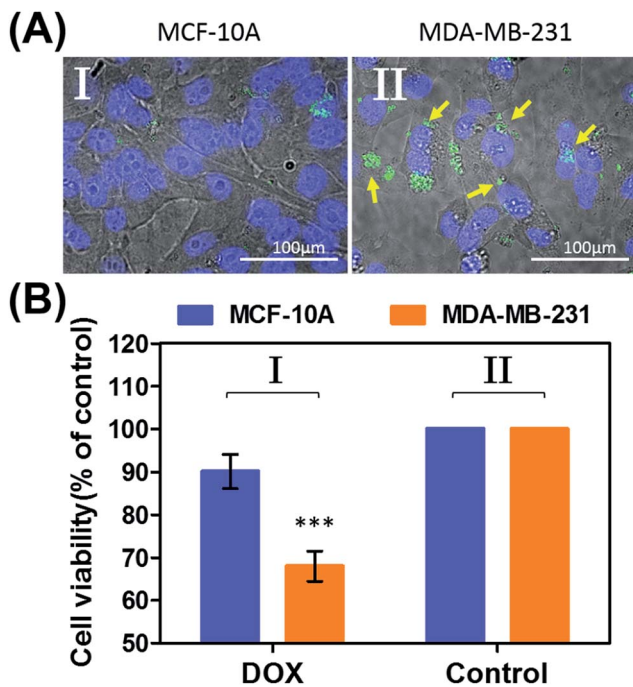 (A) MCF-10A MDA-MB-231
I II
100μm 100μm
(B) MCF-10A MDA-MB-231
Cell viability(% of control)
120
110
100
90
80
70
60
50
I II
***
DOX Control